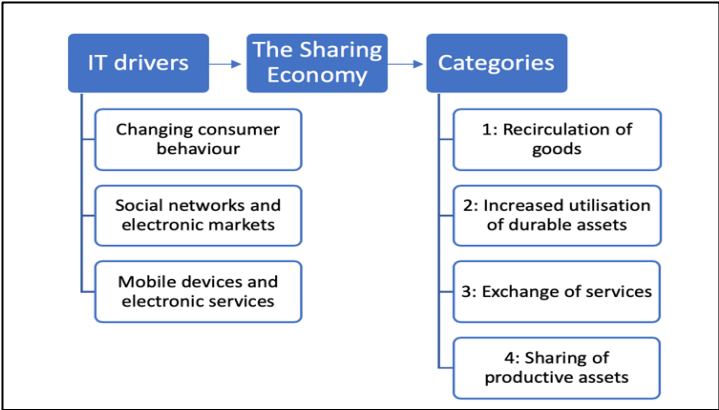 IT drivers
The Sharing
Economy
Categories
Changing consumer
behaviour
Social networks and
electronic markets
Mobile devices and
electronic services
1: Recirculation of
goods
2: Increased utilisation
of durable assets
3: Exchange of services
4: Sharing of
productive assets